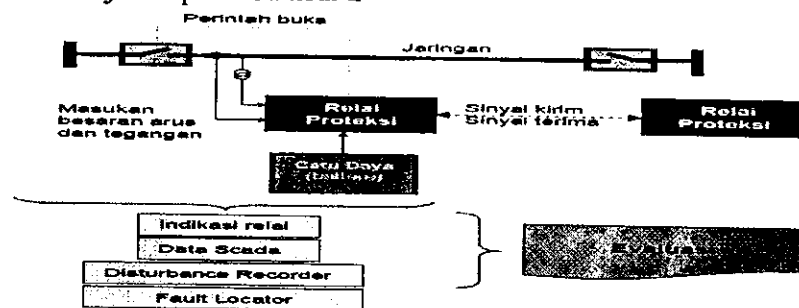 Perintah buka
Jaringan
Masukan
besaran arus
dan tegangan
Relai
Proteksi
Sinyal kirim
Sinyal terima
Relai
Proteksi
Catu Daya
Indikasi relai
Data Scada
Disturbance Recorder
Fault Locator